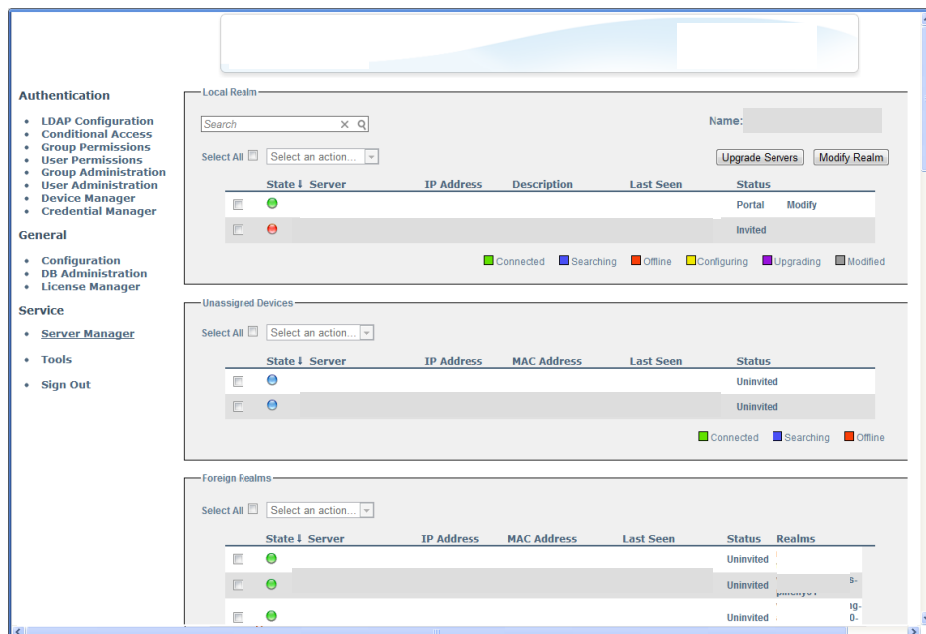 Authentication
LDAP Configuration
Conditional Access
Group Permissions
User Permissions
Group Administration
User Administration
Device Manager
Credential Manager
General
Configuration
DB Administration
License Manager
Service
Server Manager
Tools
Sign Out
Local Realm
Search
Name:
Select All Select an action... Upgrade Servers Modify Realm
State Server IP Address Description Last Seen Status
Portal Modify
Invited
Connected Searching Offline Configuring Upgrading Modified
Unassigned Devices
Select All Select an action...
State Server IP Address MAC Address Last Seen Status
Uninvited
Uninvited
Connected Searching Offline
Foreign Realms
Select All Select an action...
State Server IP Address MAC Address Last Seen Status Realms
Uninvited
Uninvited s-
Uninvited ng-
0-